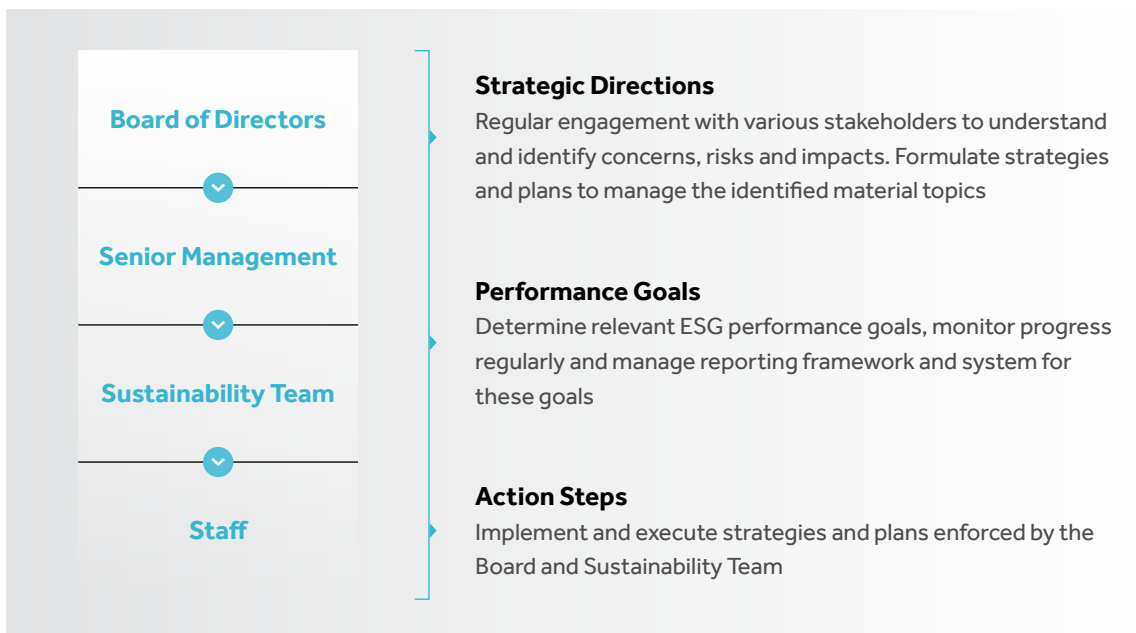 Board of Directors
Senior Management
Sustainability Team
Staff
Strategic Directions
Regular engagement with various stakeholders to understand
and identify concerns, risks and impacts. Formulate strategies
and plans to manage the identified material topics
Performance Goals
Determine relevant ESG performance goals, monitor progress
regularly and manage reporting framework and system for
these goals
Action Steps
Implement and execute strategies and plans enforced by the
Board and Sustainability Team